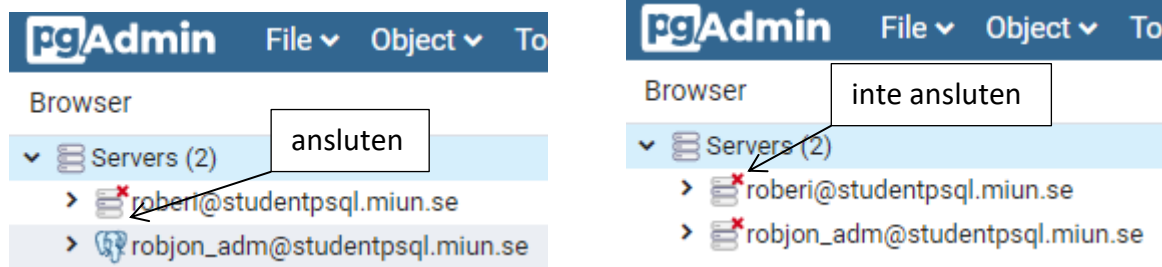 pgAdmin File Object To
Browser
ansluten
Servers (2)
roberi@studentpsql.miun.se
robjon_adm@studentpsql.miun.se
pgAdmin File Object To
Browser
inte ansluten
Servers (2)
roberi@studentpsql.miun.se
robjon_adm@studentpsql.miun.se